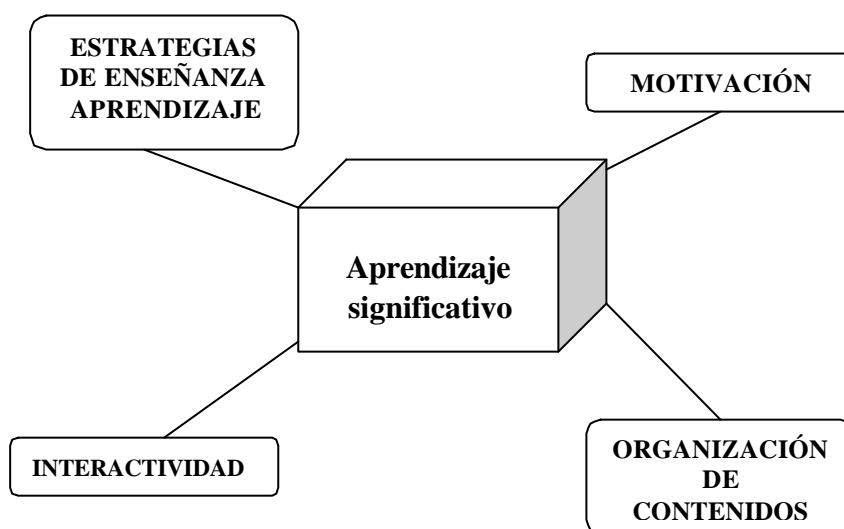 ESTRATEGIAS
DE ENSEÑANZA
APRENDIZAJE
MOTIVACIÓN
Aprendizaje
significativo
INTERACTIVIDAD
ORGANIZACIÓN
DE
CONTENIDOS